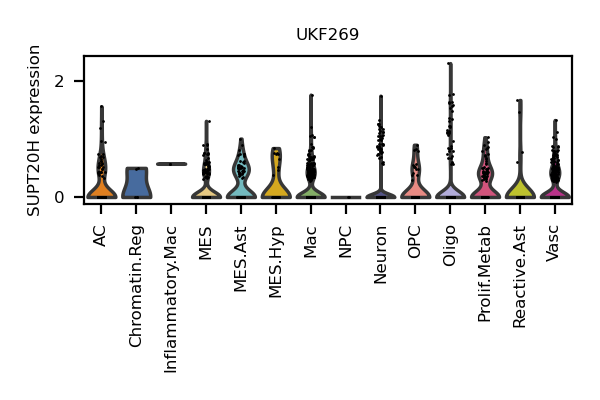 UKF269
SUPT20H expression
2
0
AC
Chromatin.Reg
Inflammatory.Mac
MES
MES.Ast
MES.Hyp
Mac
NPC
Neuron
OPC
Oligo
Prolif.Metab
Reactive.Ast
Vasc